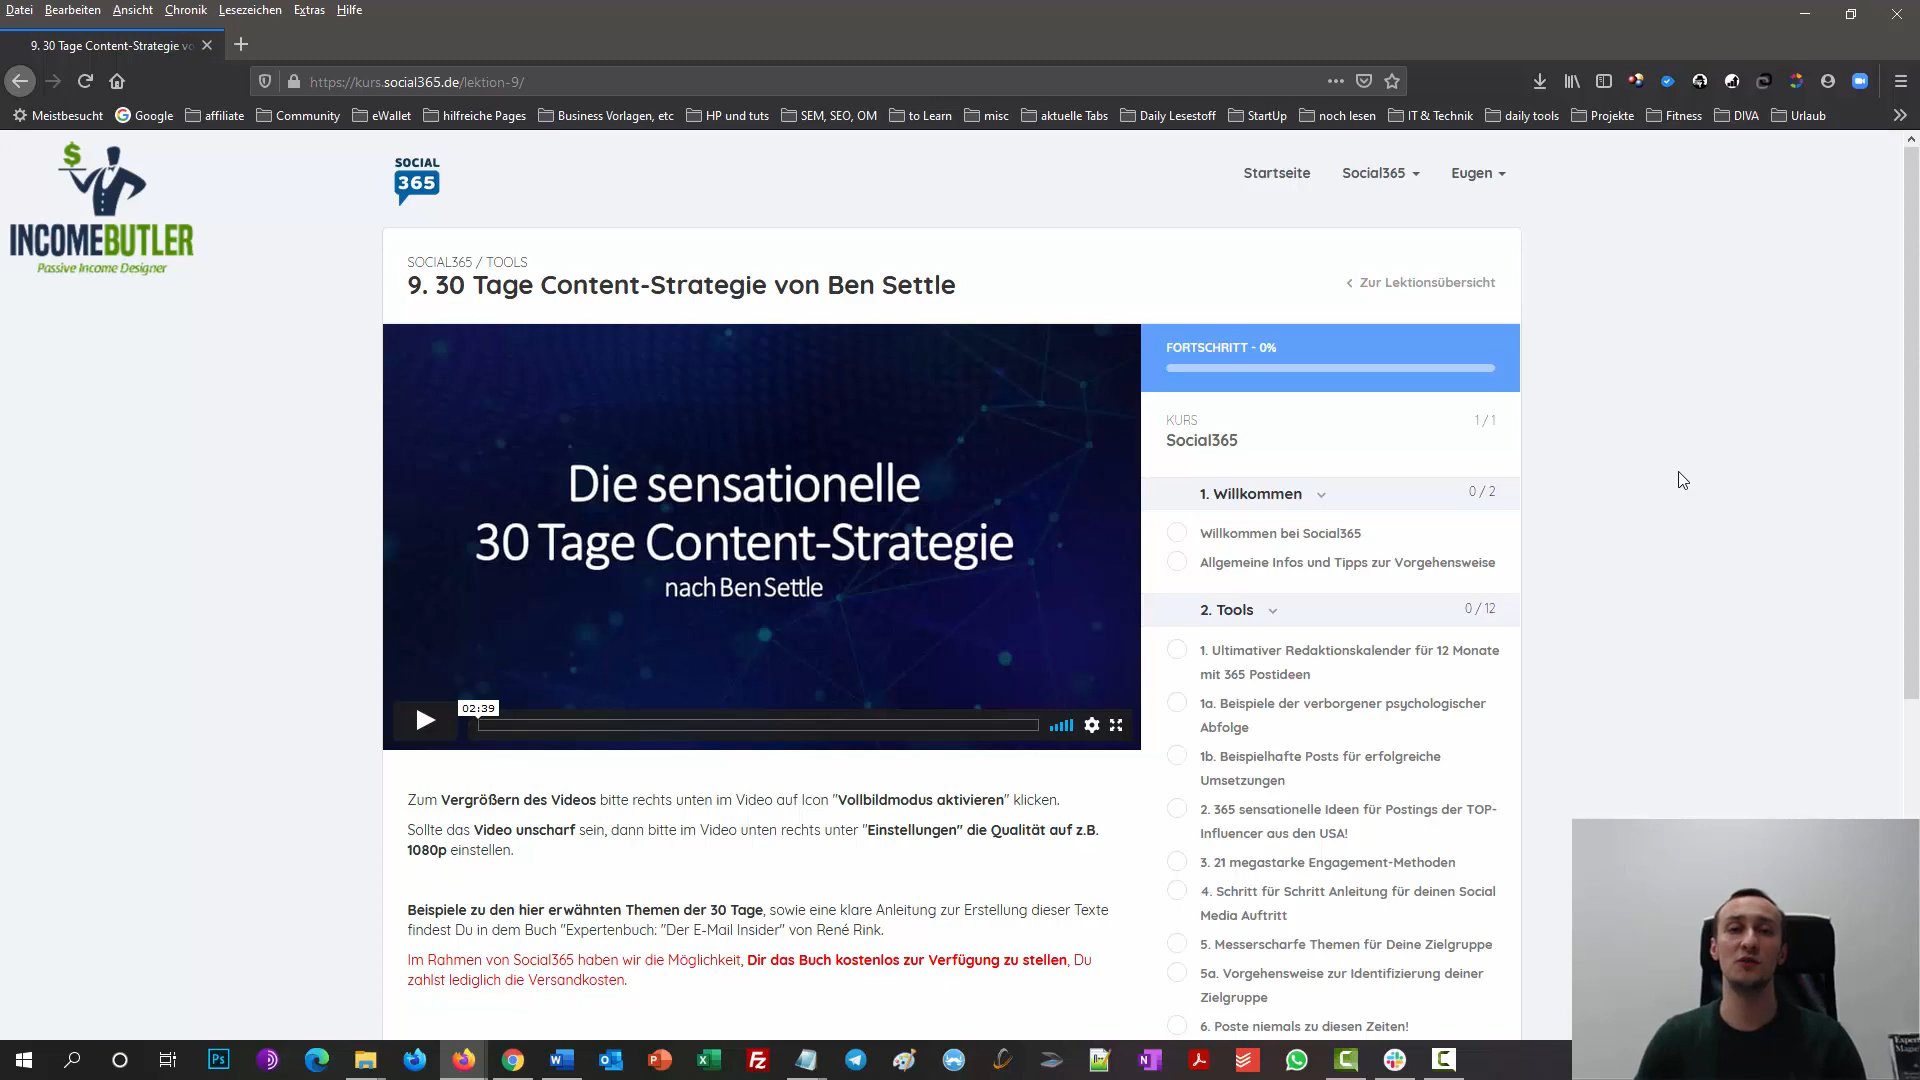 Datei Bearbeiten Ansicht Chronik Lesezeichen Extras Hilfe
9. 30 Tage Content-Strategie vo
https://kurs.social365.de/lektion-9/
Meistbesucht Google affiliate Community eWallet hilfreiche Pages Business Vorlagen, etc HP und tuts SEM, SEO, OM to Learn misc aktuelle Tabs Daily Lesestoff StartUp noch lesen IT & Technik daily tools Projekte Fitness DIVA Urlaub
$
INCOMEBUTLER
Passive Income Designer
SOCIAL
365
Startseite Social365 Eugen
SOCIAL365 / TOOLS
9. 30 Tage Content-Strategie von Ben Settle
Zur Lektionsübersicht
Die sensationelle
30 Tage Content-Strategie
nach Ben Settle
02:39
FORTSCHRITT - 0%
KURS 1 / 1
Social365
1. Willkommen 0 / 2
Willkommen bei Social365
Allgemeine Infos und Tipps zur Vorgehensweise
2. Tools 0 / 12
1. Ultimativer Redaktionskalender für 12 Monate
mit 365 Postideen
1a. Beispiele der verborgener psychologischer
Abfolge
1b. Beispielhafte Posts für erfolgreiche
Umsetzungen
2. 365 sensationelle Ideen für Postings der TOP-
Influencer aus den USA!
3. 21 megastarke Engagement-Methoden
4. Schritt für Schritt Anleitung für deinen Social
Media Auftritt
5. Messerscharfe Themen für Deine Zielgruppe
5a. Vorgehensweise zur Identifizierung deiner
Zielgruppe
6. Poste niemals zu diesen Zeiten!
Zum Vergrößern des Videos bitte rechts unten im Video auf Icon "Vollbildmodus aktivieren" klicken.
Sollte das Video unscharf sein, dann bitte im Video unten rechts unter "Einstellungen" die Qualität auf z.B.
1080p einstellen.
Beispiele zu den hier erwähnten Themen der 30 Tage, sowie eine klare Anleitung zur Erstellung dieser Texte
findest Du in dem Buch "Expertenbuch: "Der E-Mail Insider" von René Rink.
Im Rahmen von Social365 haben wir die Möglichkeit, Dir das Buch kostenlos zur Verfügung zu stellen, Du
zahlst lediglich die Versandkosten.